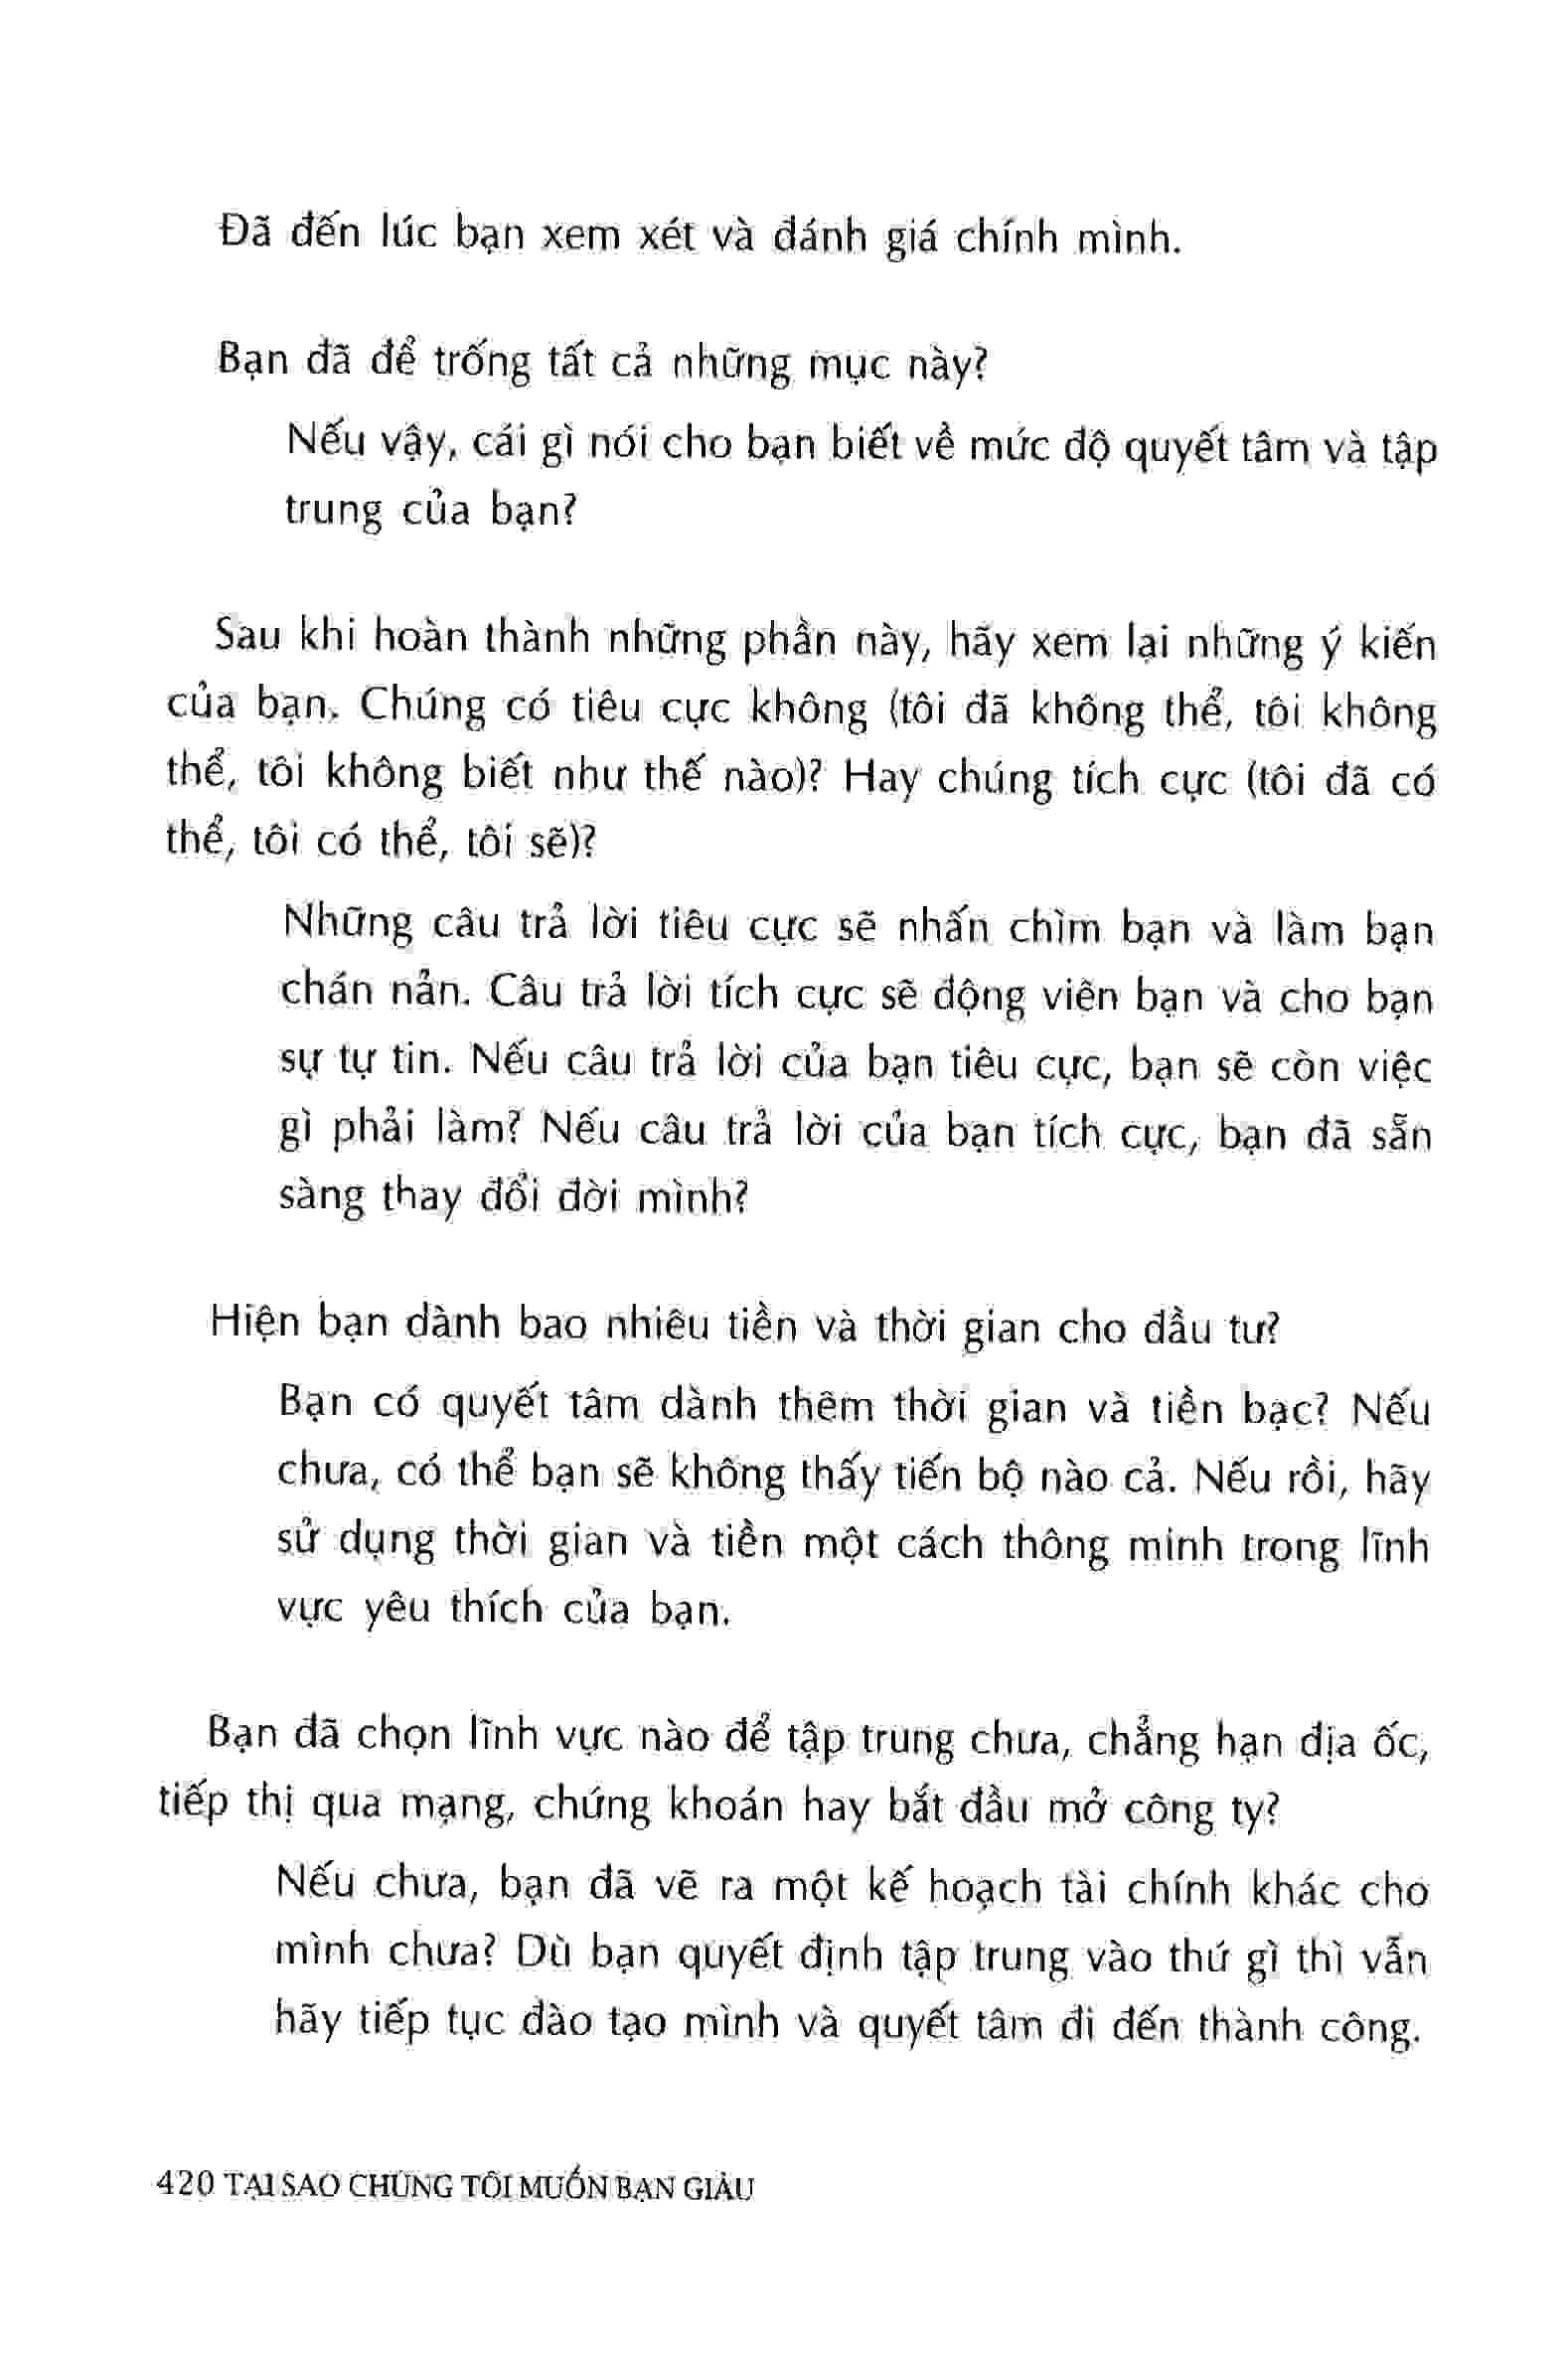 Đã đến lúc bạn xem xét và đánh giá chính mình.
Bạn đã để trống tất cả những mục này?
Nếu vậy, cái gì nói cho bạn biết về mức độ quyết tâm và tập
trung của bạn?
Sau khi hoàn thành những phần này, hãy xem lại những ý kiến
của bạn. Chúng có tiêu cực không (tôi đã không thể, tôi không
thể, tôi không biết như thế nào)? Hay chúng tích cực (tôi đã có
thể, tôi có thể, tôi sẽ)?
Những câu trả lời tiêu cực sẽ nhấn chìm bạn và làm bạn
chán nản. Câu trả lời tích cực sẽ động viên bạn và cho bạn
sự tự tin. Nếu câu trả lời của bạn tiêu cực, bạn sẽ còn việc
gì phải làm? Nếu câu trả lời của bạn tích cực, bạn đã sẵn
sàng thay đổi đời mình?
Hiện bạn dành bao nhiêu tiền và thời gian cho đầu tư?
Bạn có quyết tâm dành thêm thời gian và tiền bạc? Nếu
chưa, có thể bạn sẽ không thấy tiến bộ nào cả. Nếu rồi, hãy
sử dụng thời gian và tiền một cách thông minh trong lĩnh
vực yêu thích của bạn.
Bạn đã chọn lĩnh vực nào để tập trung chưa, chẳng hạn địa ốc,
tiếp thị qua mạng, chứng khoán hay bắt đầu mở công ty?
Nếu chưa, bạn đã vẽ ra một kế hoạch tài chính khác cho
mình chưa? Dù bạn quyết định tập trung vào thứ gì thì vẫn
hãy tiếp tục đào tạo mình và quyết tâm đi đến thành công.
420 TẠI SAO CHÚNG TÔI MUỐN BẠN GIÀU